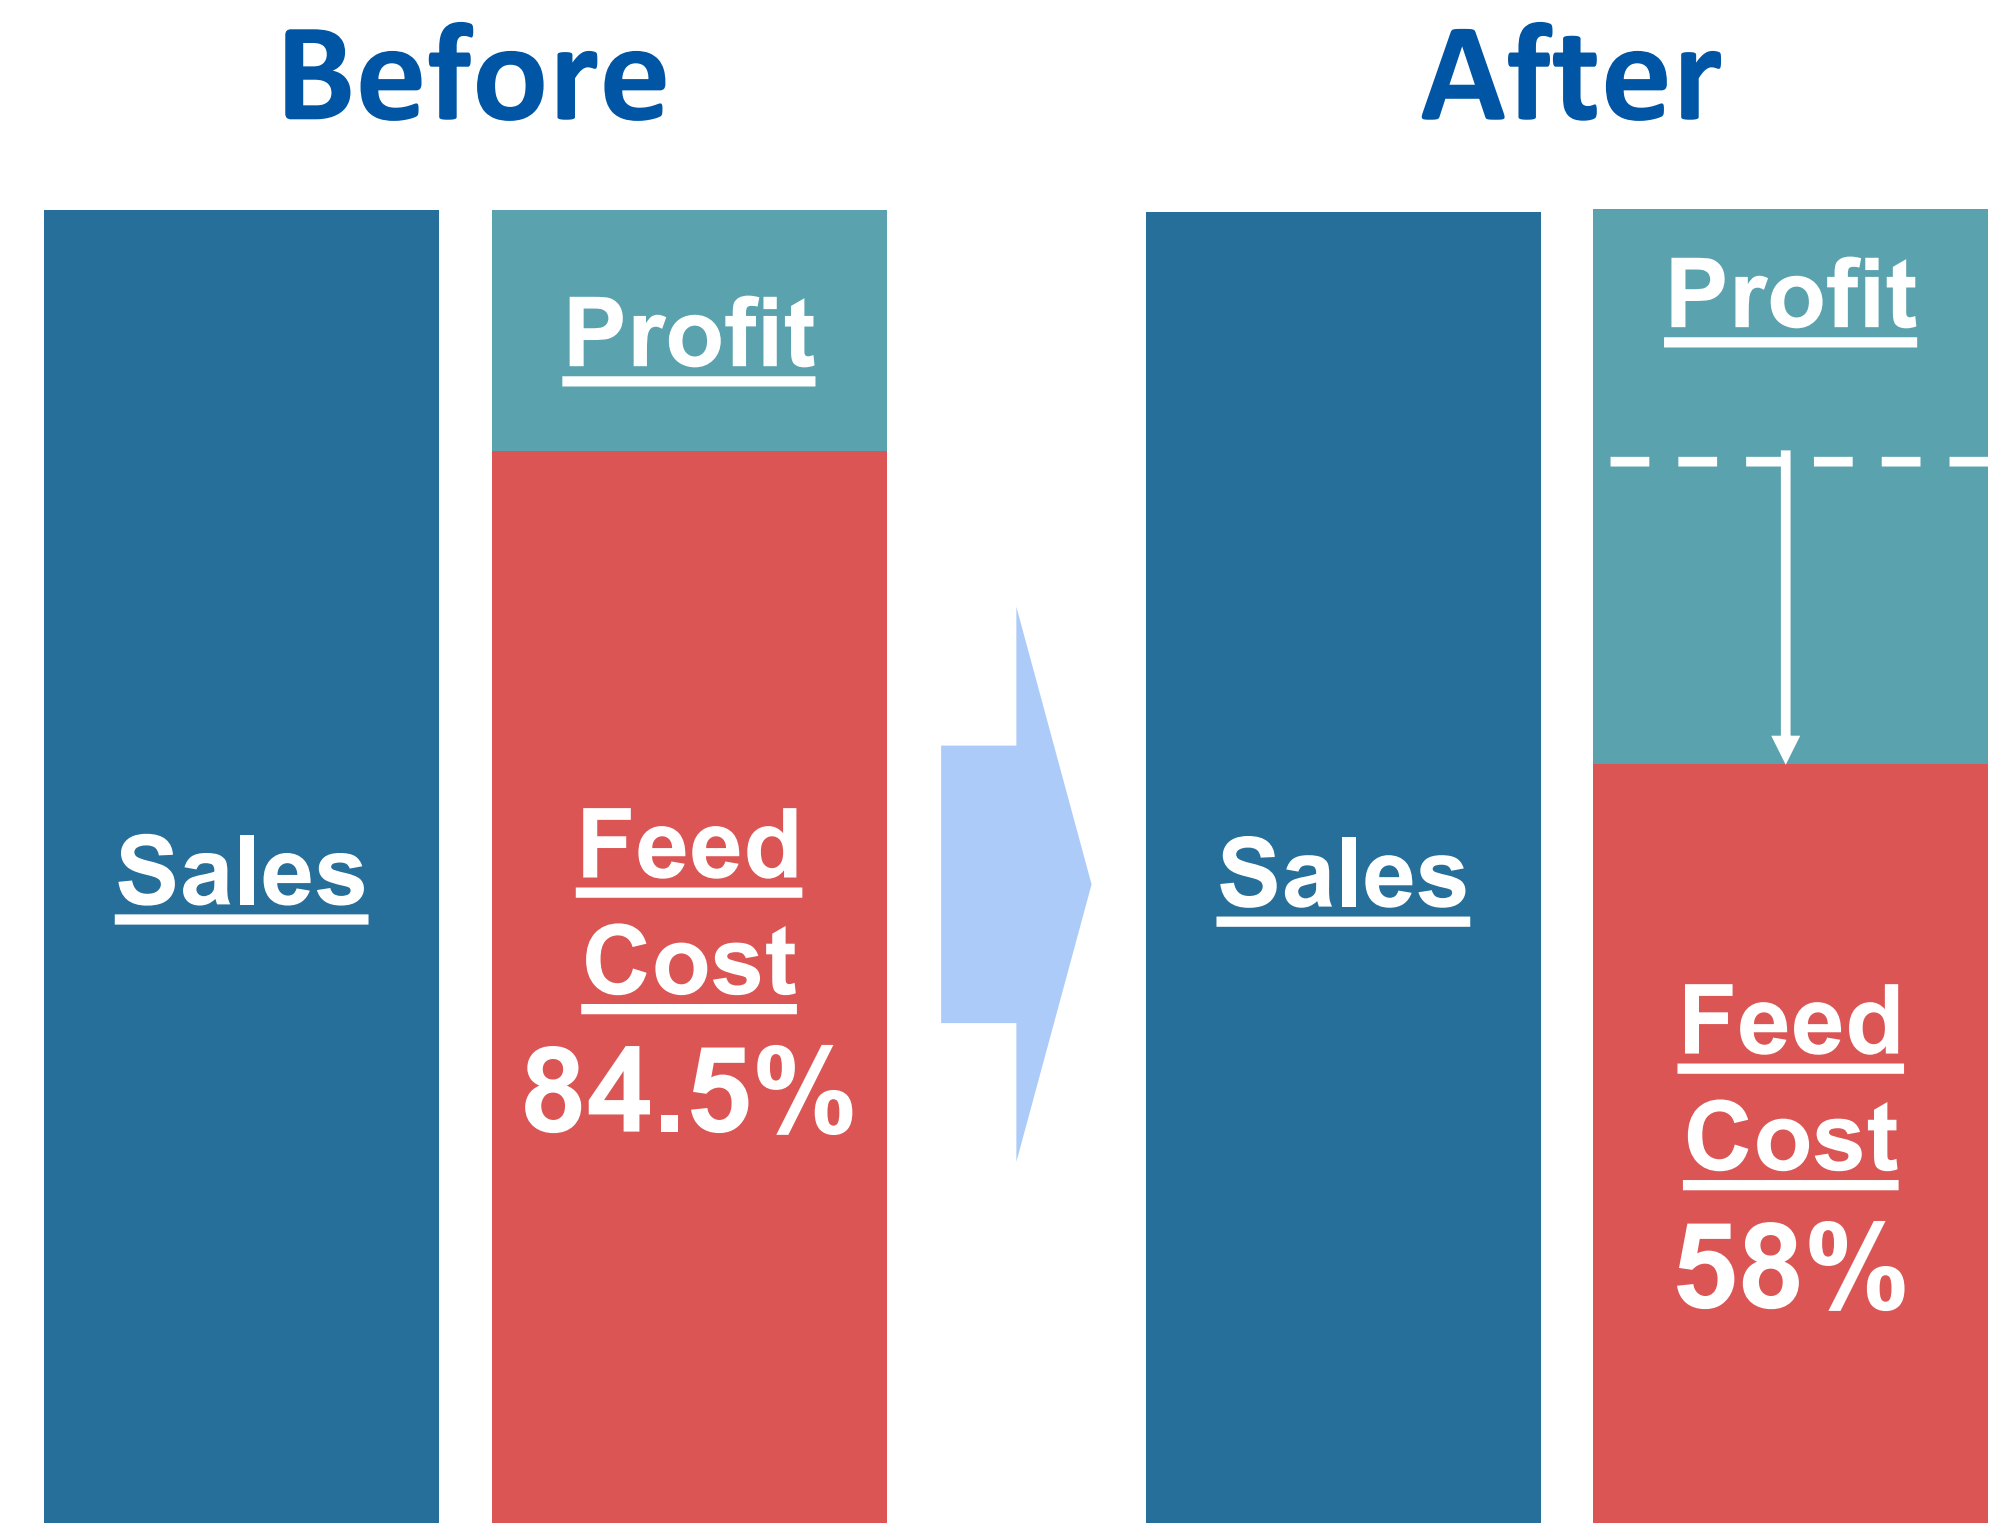 Before
After
Sales
Profit
Feed
Cost
84.5%
Sales
Profit
Feed
Cost
58%